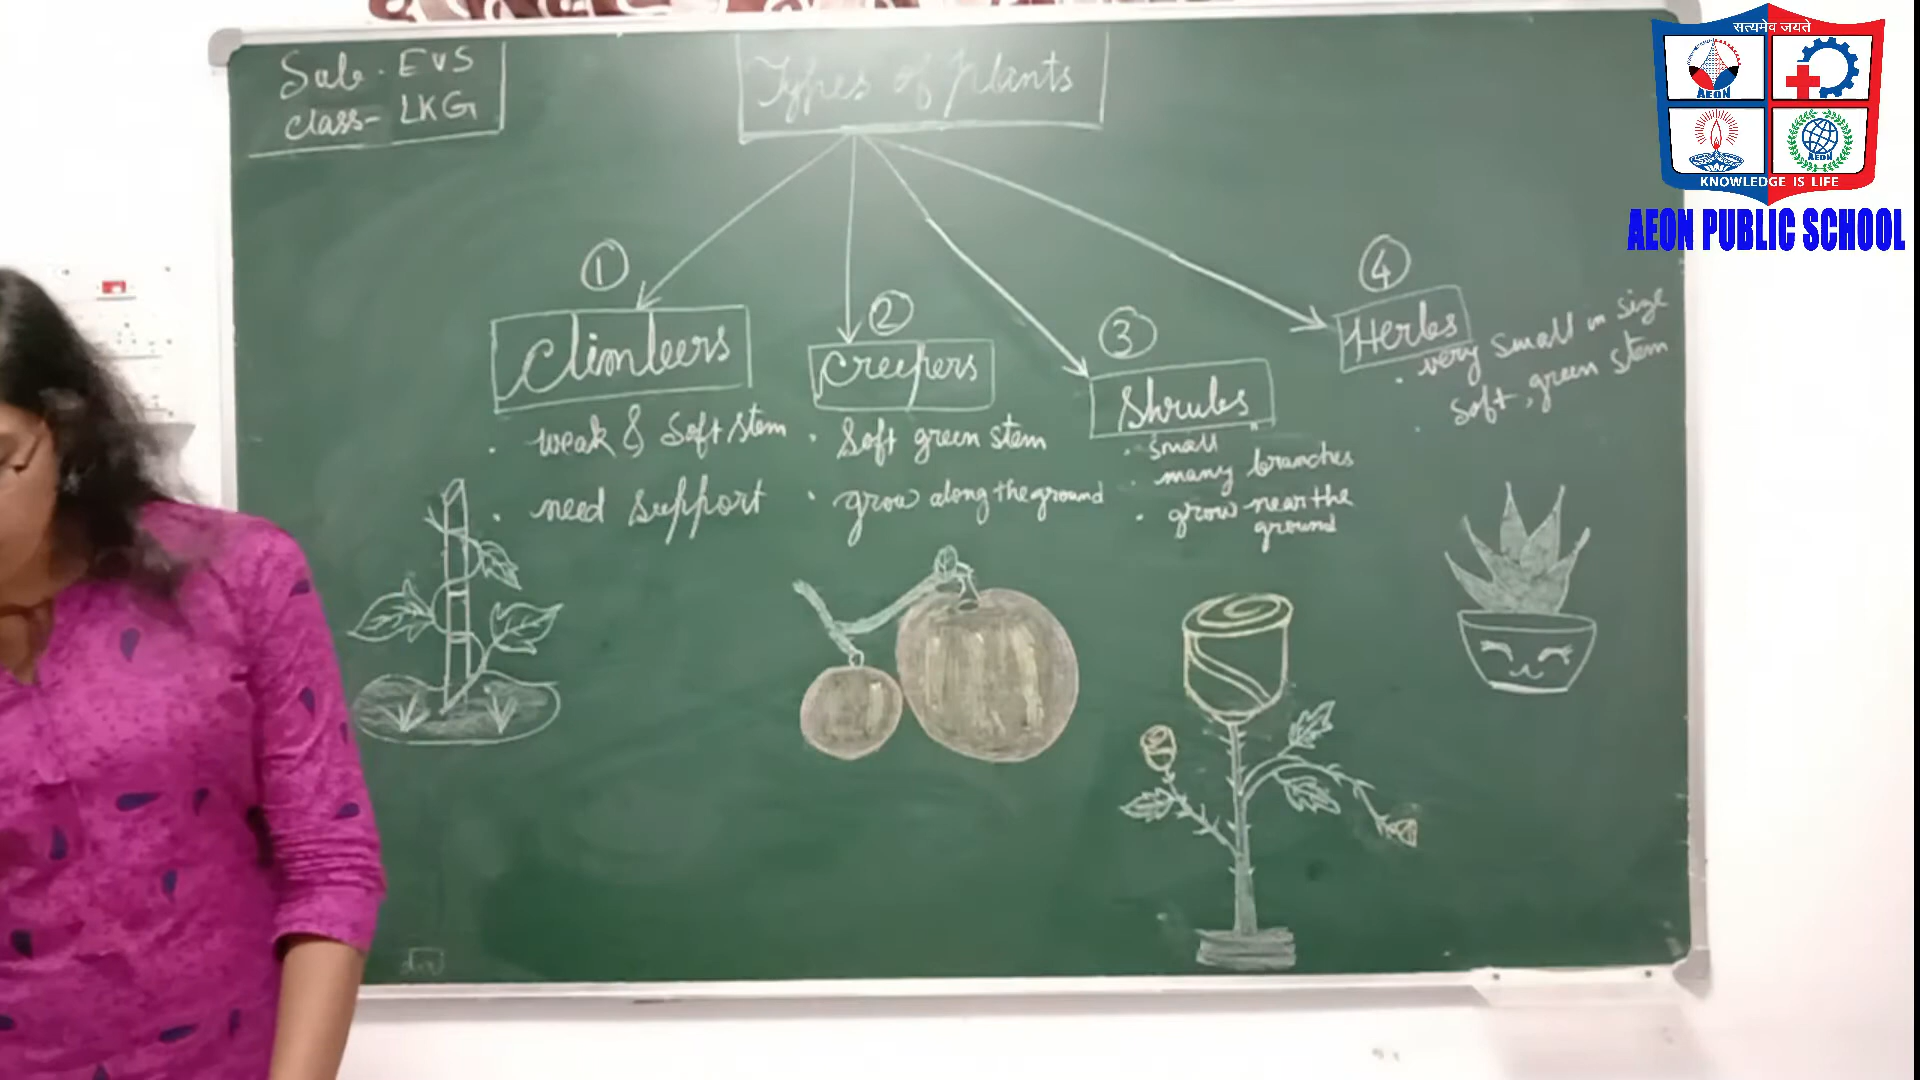 Sub. EVS
Class- LKG
Types of plants
1
Climbers
. weak & Soft stem
. need support
2
Creepers
. Soft green stem
. grow along the ground
3
Shrubs
. small
. many branches
. grow near the
ground
4
Herbs
. very small in size
. soft, green stem
सत्यमेव जयते
AEON
AEON
KNOWLEDGE IS LIFE
AEON PUBLIC SCHOOL